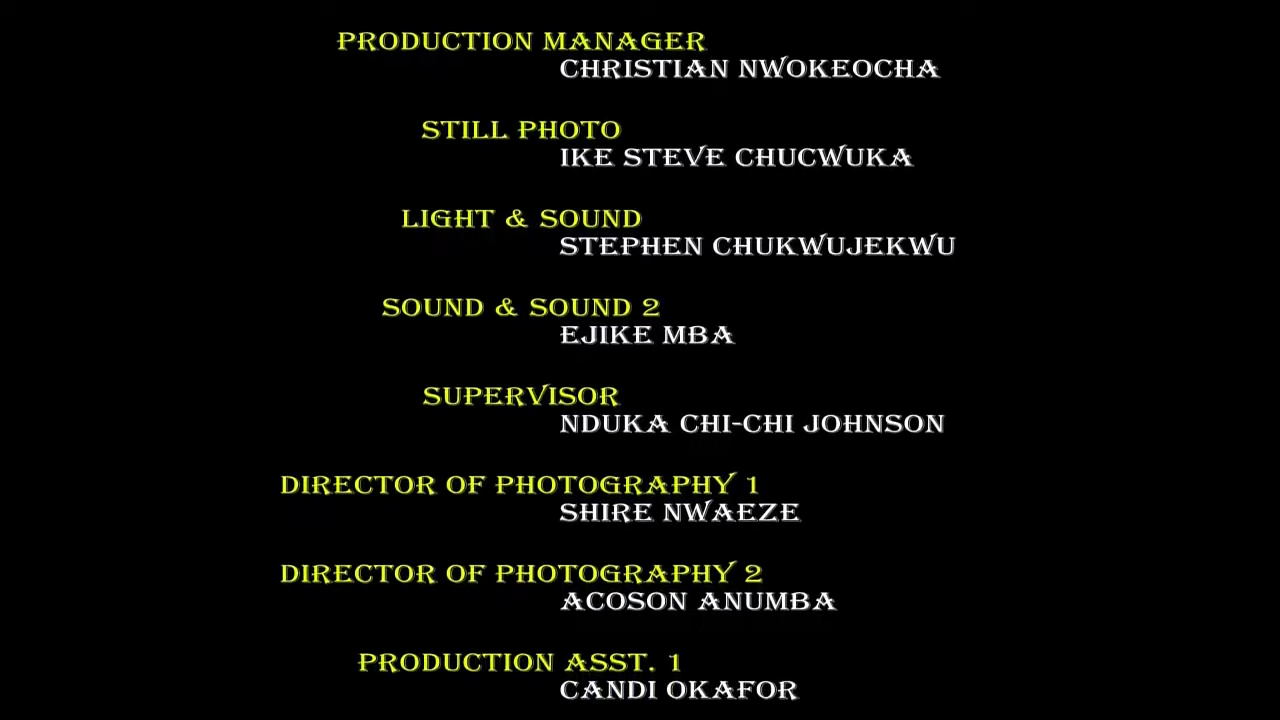 PRODUCTION MANAGER
CHRISTIAN NWOKEOCHA
STILL PHOTO
IKE STEVE CHUCWUKA
LIGHT & SOUND
STEPHEN CHUKWUJEKWU
SOUND & SOUND 2
EJIKE MBA
SUPERVISOR
NDUKA CHI-CHI JOHNSON
DIRECTOR OF PHOTOGRAPHY 1
SHIRE NWAEZE
DIRECTOR OF PHOTOGRAPHY 2
ACOSON ANUMBA
PRODUCTION ASST. 1
CANDI OKAFOR